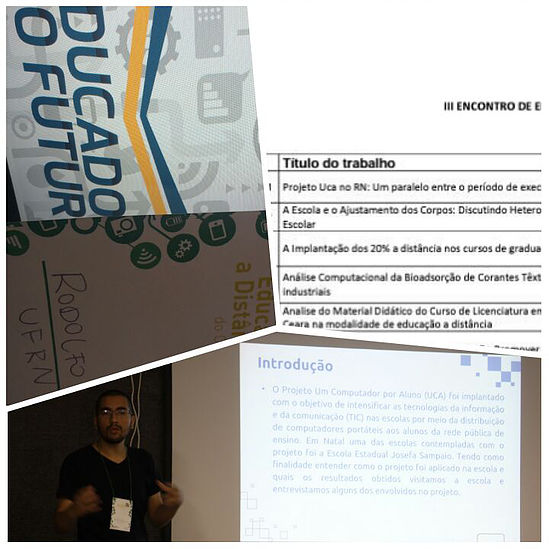 DUCADO
O FUTUR
III ENCONTRO DE E
Título do trabalho
Projeto Uca no RN: Um paralelo entre o período de exec
A Escola e o Ajustamento dos Corpos: Discutindo Hetero
Escolar
A Implantação dos 20% a distância nos cursos de gradua
Análise Computacional da Bioadsorção de Corantes Têxt
industriais
Analise do Material Didático do Curso de Licenciatura em
Ceara na modalidade de educação a distância
Educ
a Distân
do S
RODOLFO
UFRN
Introdução
• O Projeto Um Computador por Aluno (UCA) foi implantado
com o objetivo de intensificar as tecnologias da informação
e da comunicação (TIC) nas escolas por meio da distribuição
de computadores portáteis aos alunos da rede pública de
ensino. Em Natal uma das escolas contempladas com o
projeto foi a Escola Estadual Josefa Sampaio. Tendo como
finalidade entender como o projeto foi aplicado na escola e
quais os resultados obtidos visitamos a escola e
entrevistamos alguns dos envolvidos no projeto.